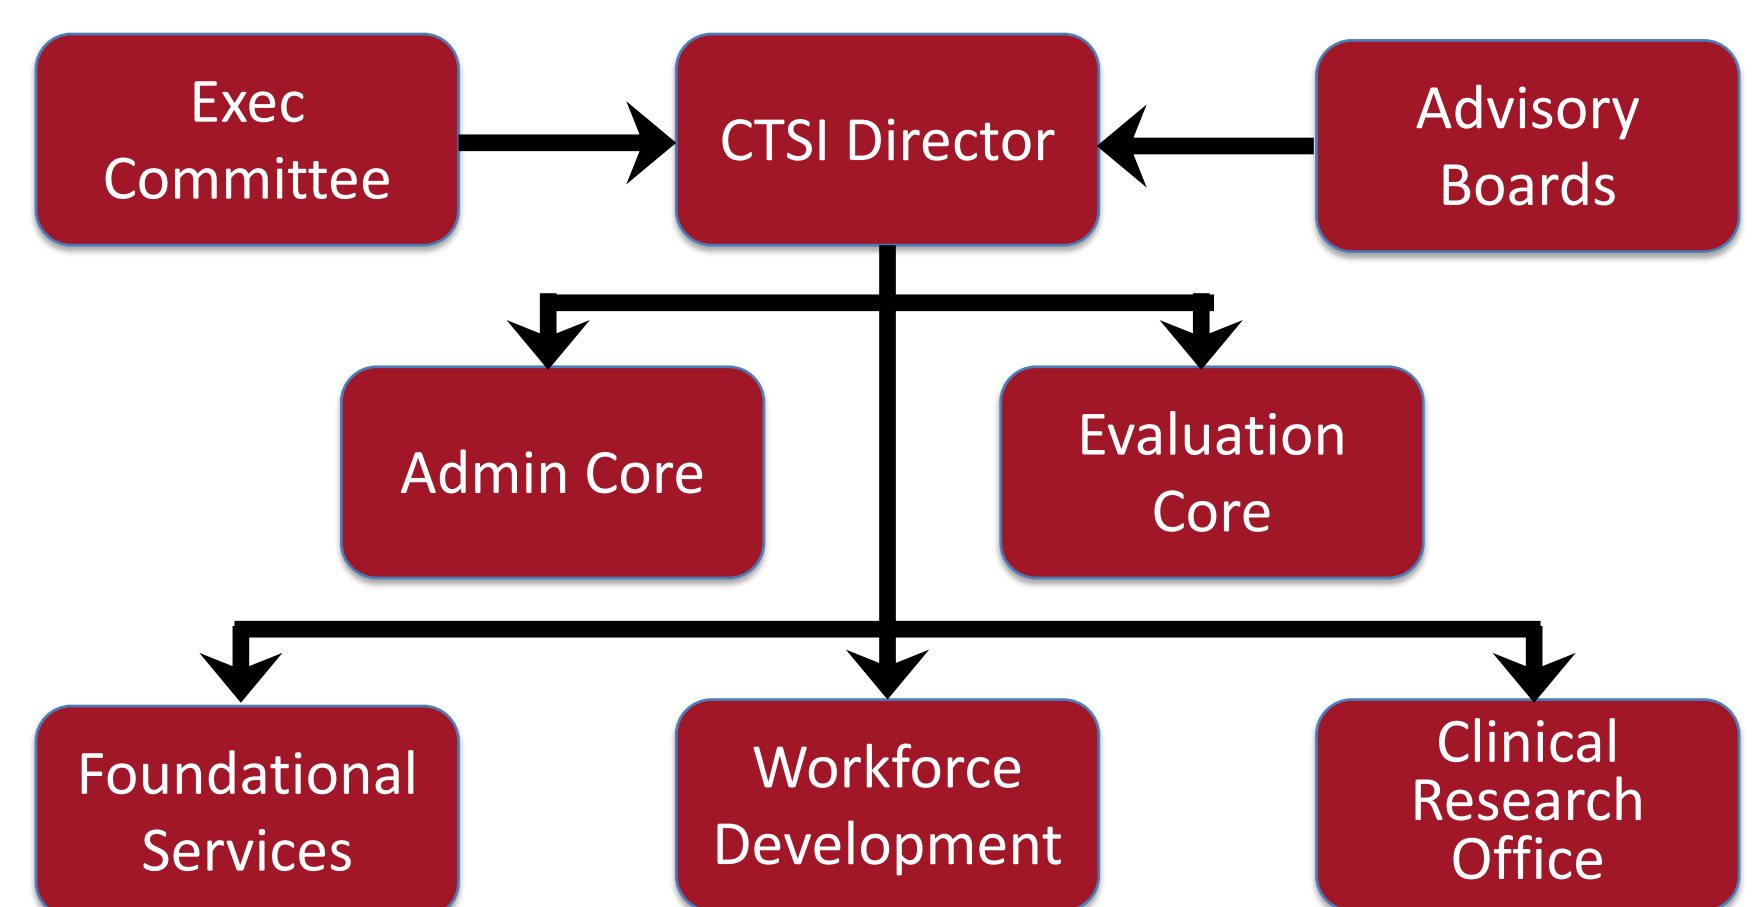 Exec
Committee
CTSI Director
Advisory
Boards
Admin Core
Evaluation
Core
Foundational
Services
Workforce
Development
Clinical
Research
Office